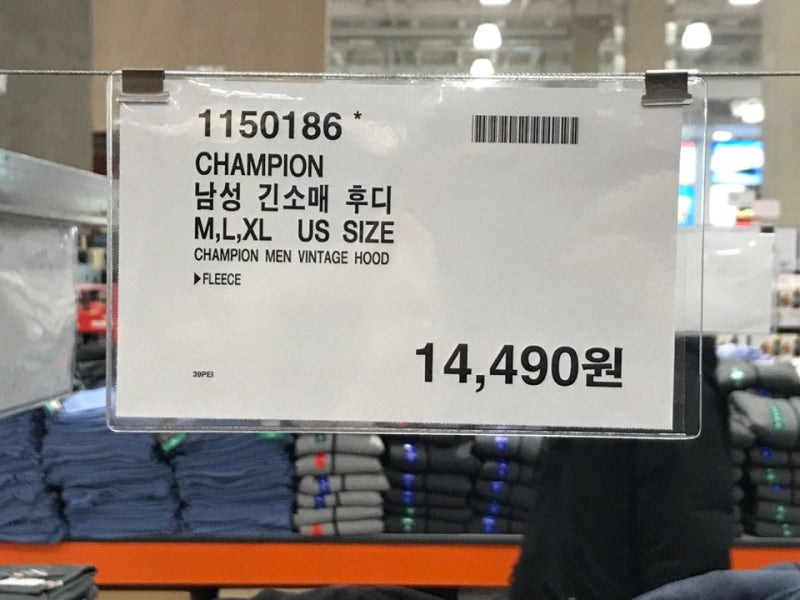 1150186 *
CHAMPION
남성 긴소매 후디
M,L,XL US SIZE
CHAMPION MEN VINTAGE HOOD
▶FLEECE
14,490원
39PEI